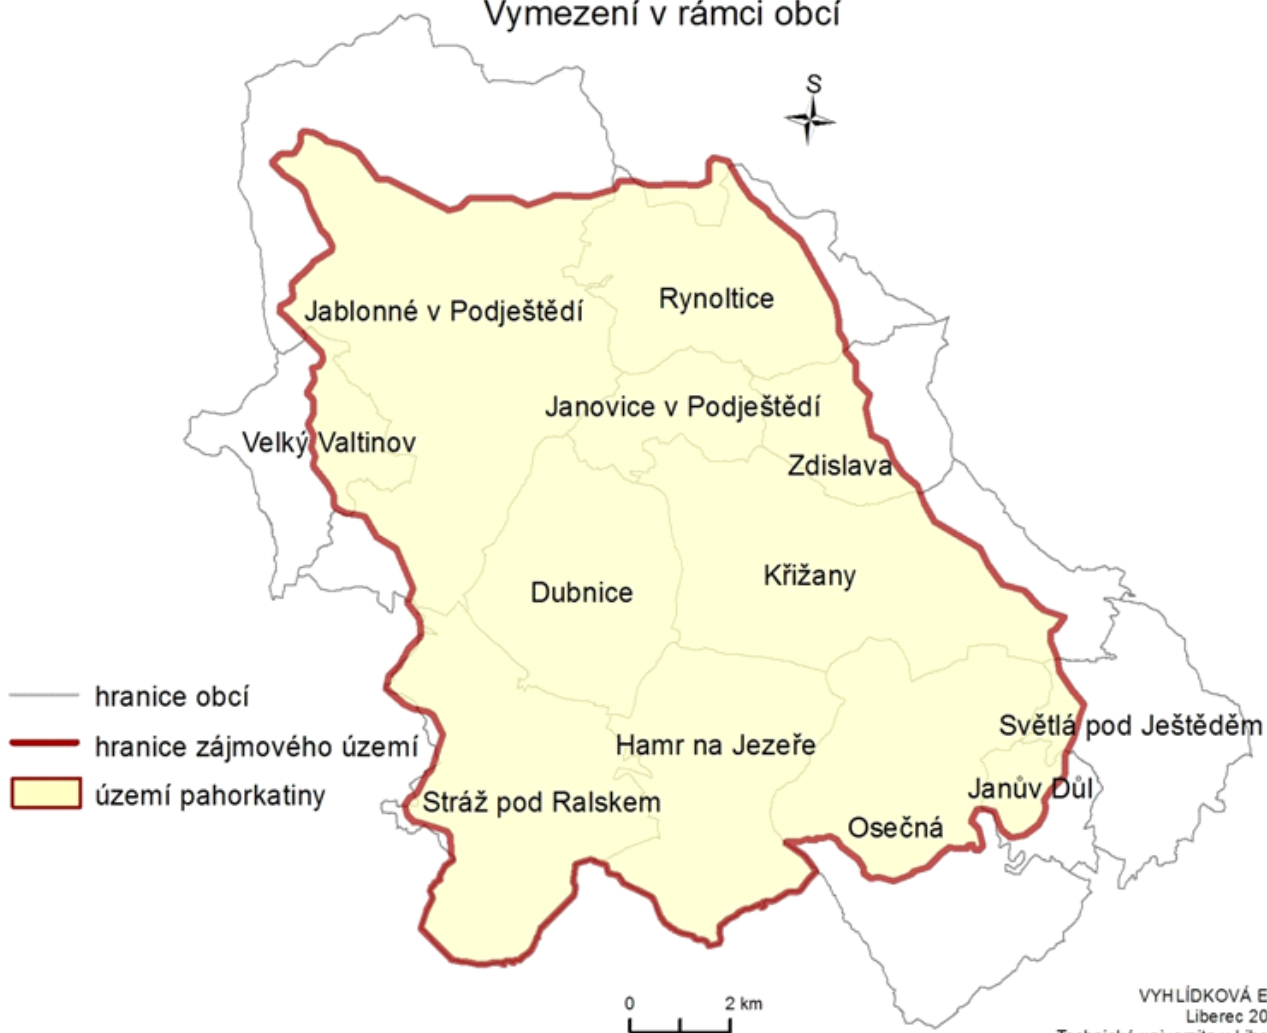 Vymezení v rámci obcí
S
Jablonné v Podještědí
Rynoltice
Janovice v Podještědí
Velký Valtinov
Zdislava
Dubnice
Křižany
hranice obcí
hranice zájmového území
území pahorkatiny
Světlá pod Ještěděm
Hamr na Jezeře
Janův Důl
Stráž pod Ralskem
Osečná
0 2 km
VYHLÍDKOVÁ E
Liberec 20